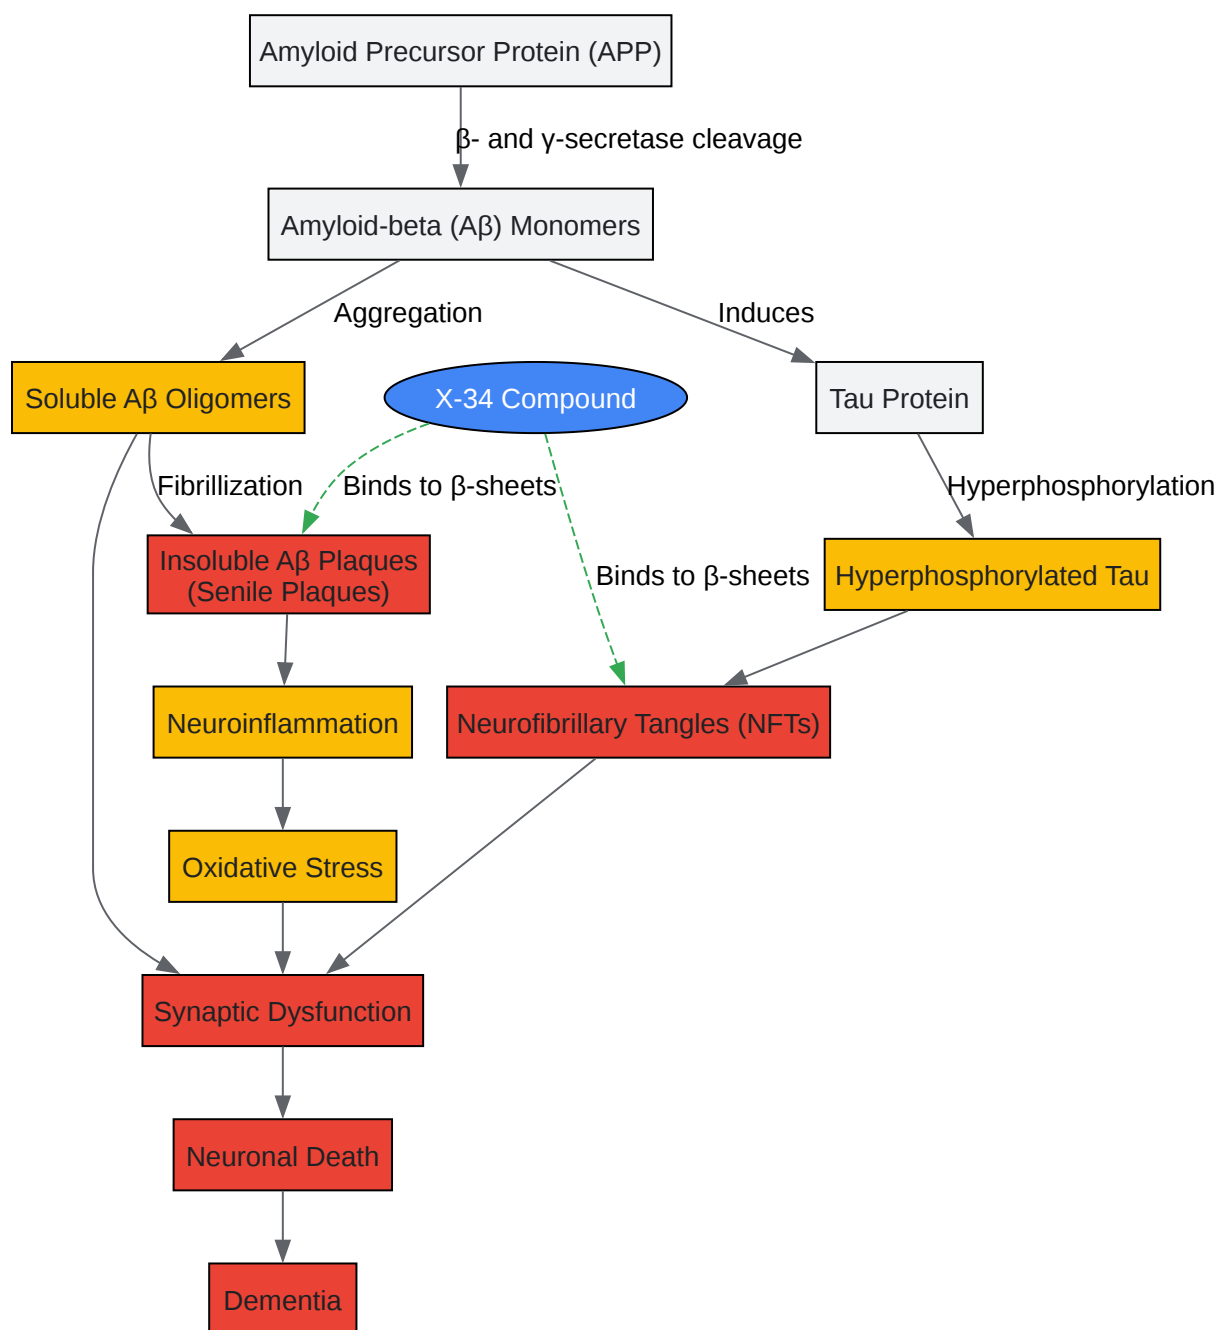 Amyloid Precursor Protein (APP)
β- and γ-secretase cleavage
Amyloid-beta (Aβ) Monomers
Aggregation
Induces
Soluble Aβ Oligomers
X-34 Compound
Tau Protein
Fibrillization
Binds to β-sheets
Hyperphosphorylation
Insoluble Aβ Plaques
(Senile Plaques)
Binds to β-sheets
Hyperphosphorylated Tau
Neuroinflammation
Neurofibrillary Tangles (NFTs)
Oxidative Stress
Synaptic Dysfunction
Neuronal Death
Dementia